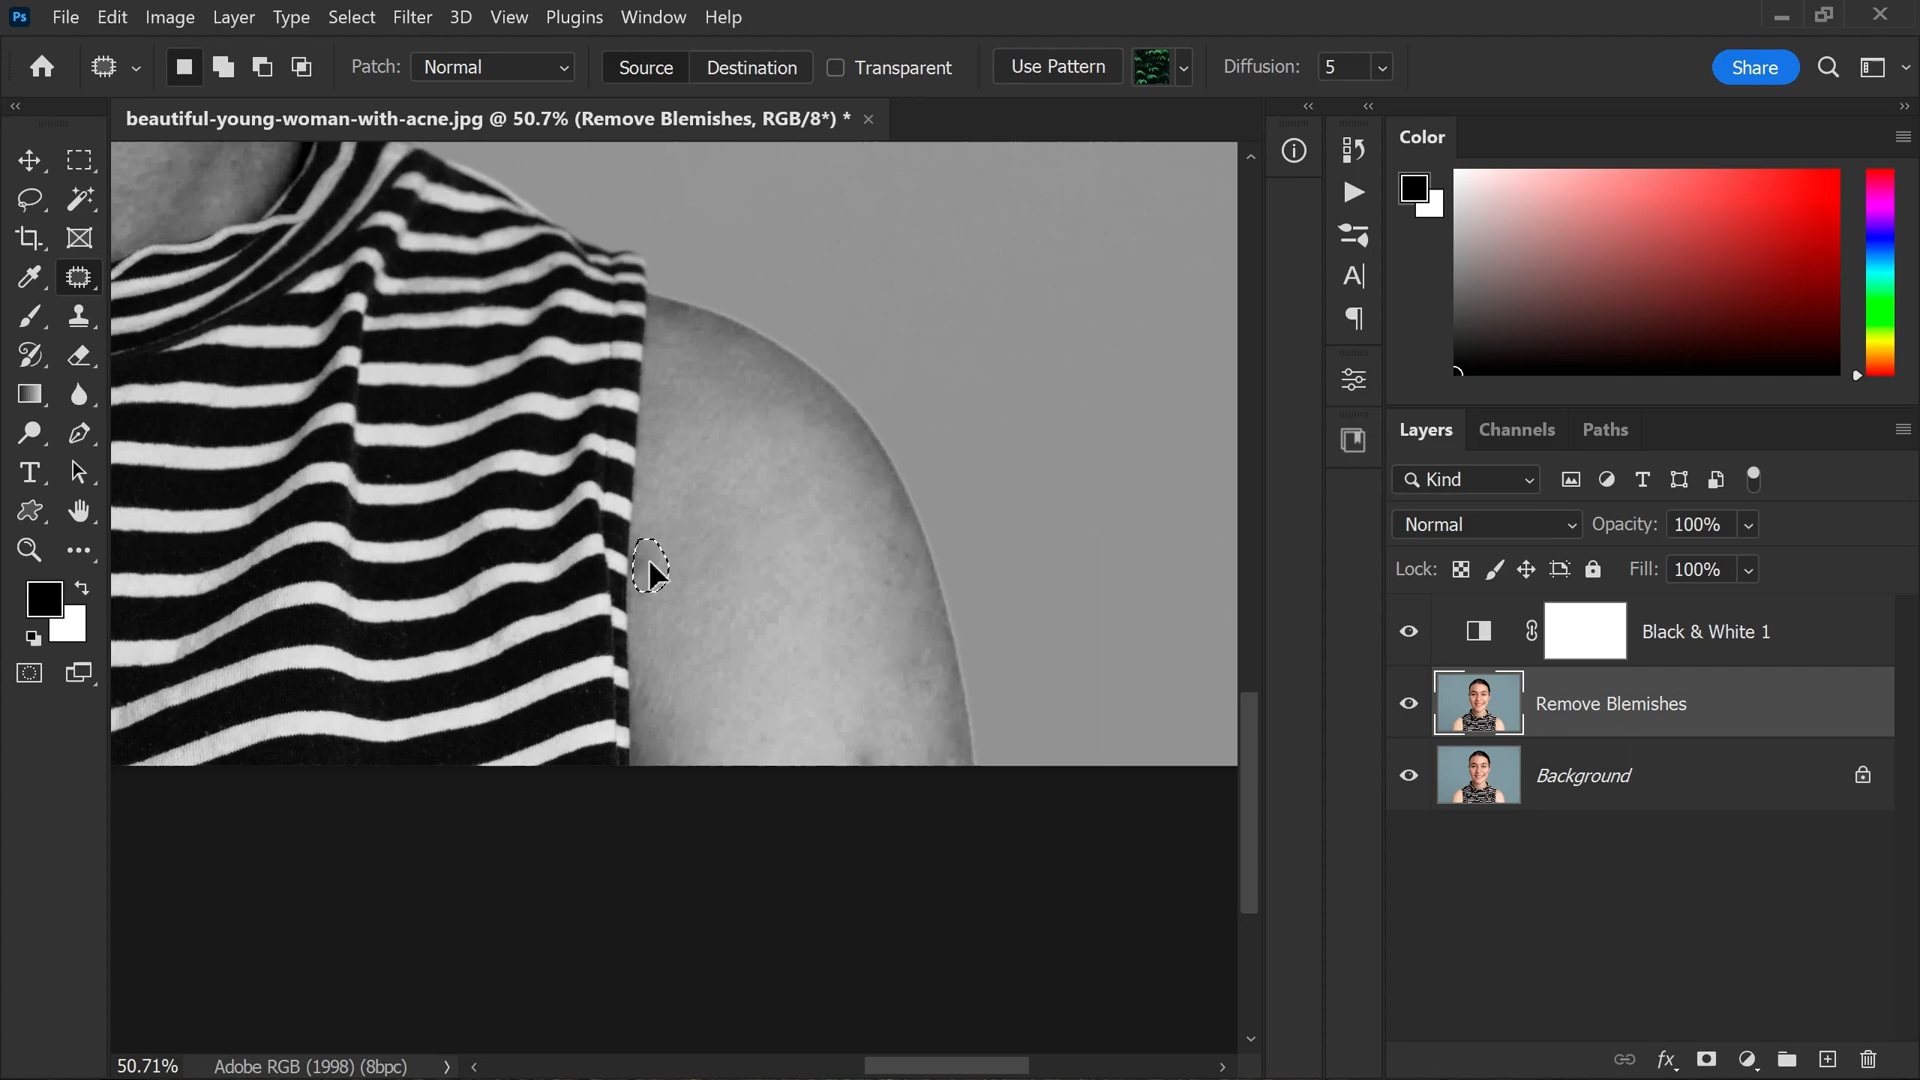 Ps File Edit Image Layer Type Select Filter 3D View Plugins Window Help
Patch: Normal Source Destination Transparent Use Pattern Diffusion: 5 Share
beautiful-young-woman-with-acne.jpg @ 50.7% (Remove Blemishes, RGB/8*) *
Color
Layers Channels Paths
Kind
Normal Opacity: 100%
Lock: Fill: 100%
Black & White 1
Remove Blemishes
Background
50.71% Adobe RGB (1998) (8bpc)